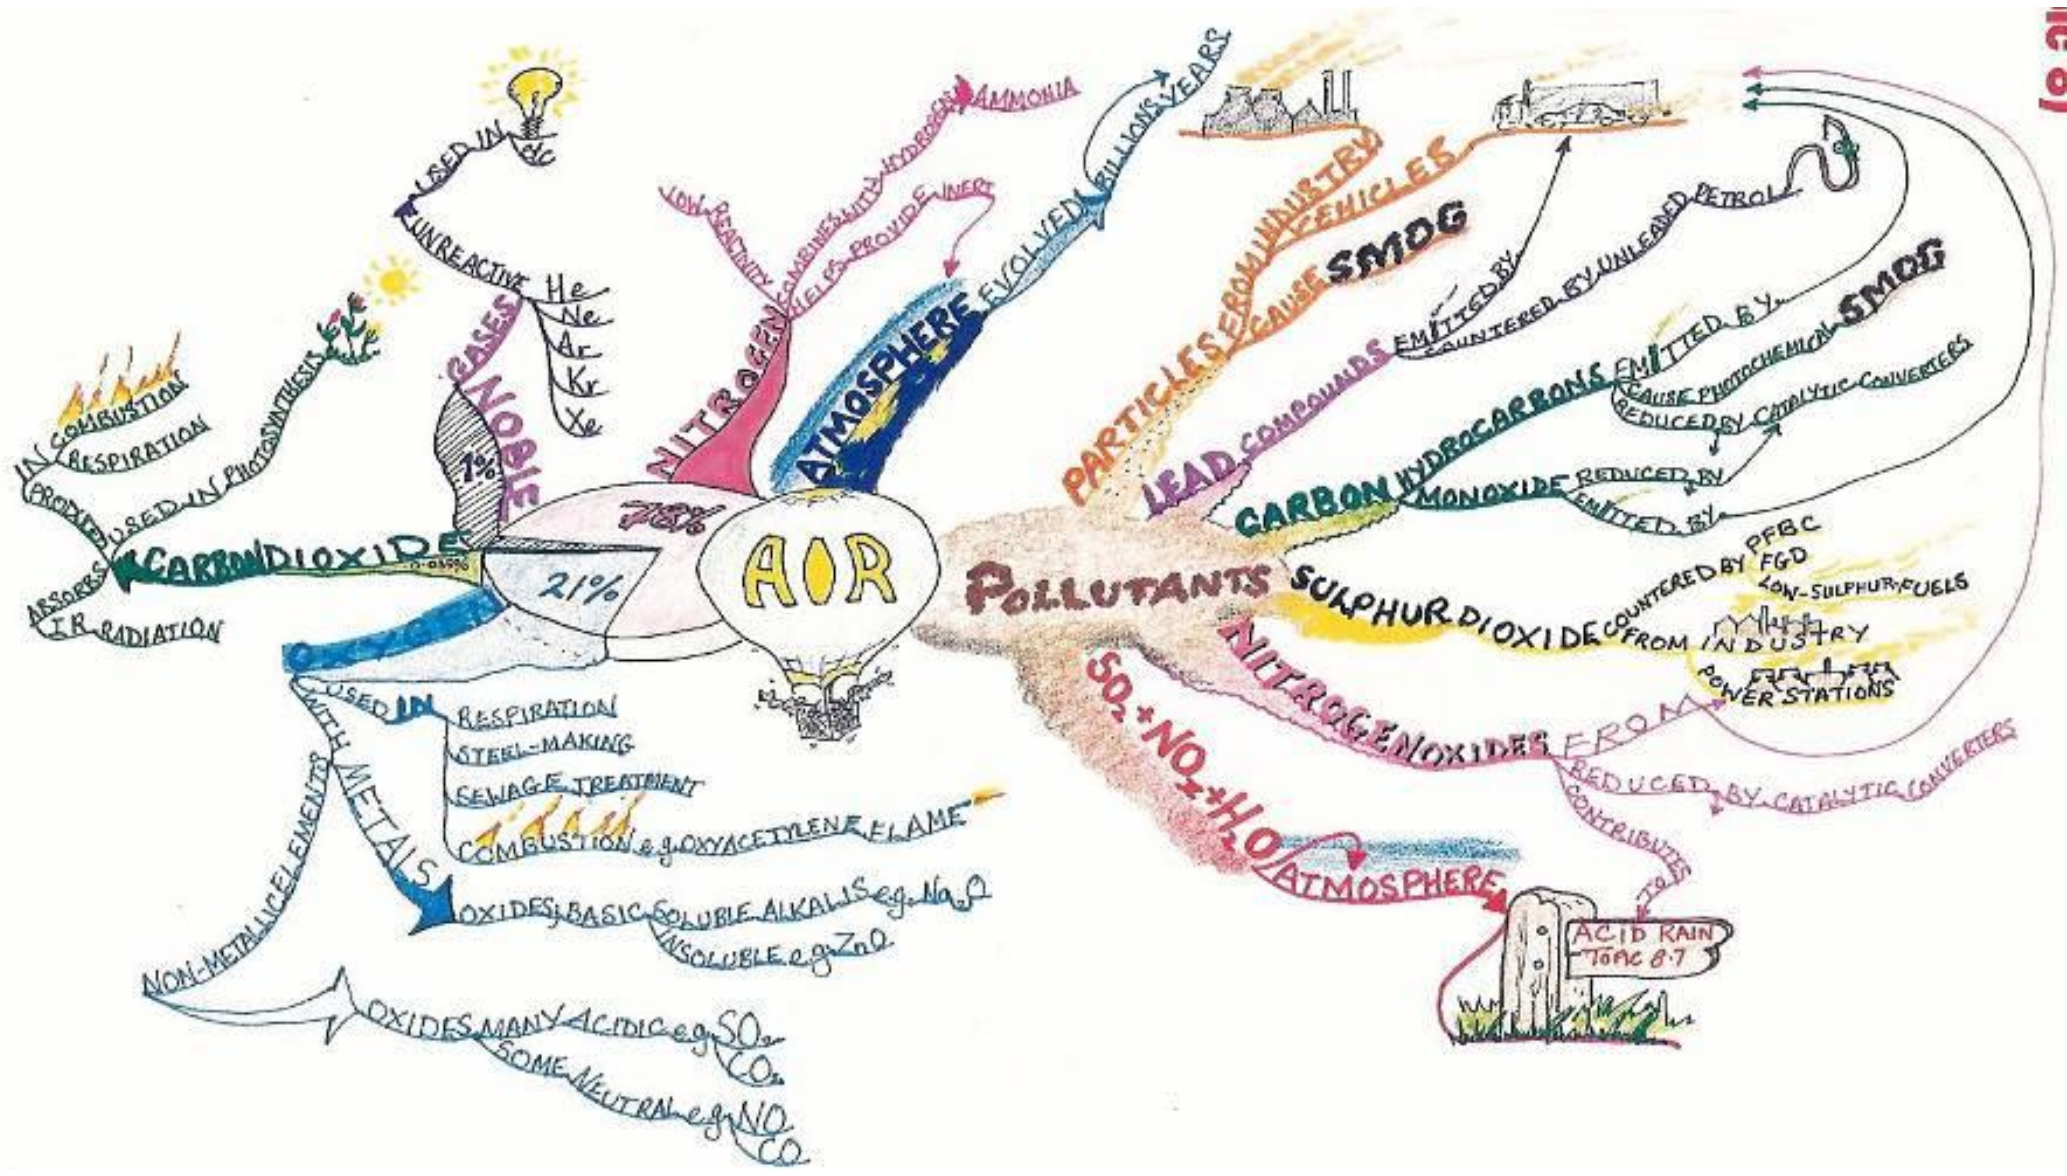 AIR
ATMOSPHERE
EVOLVED
BILLIONS YEARS
NITROGEN
78%
LOW REACTIVITY
COMBINES WITH HYDROGEN
AMMONIA
HELPS PROVIDE INERT
NOBLE GASES
1%
UNREACTIVE
USED IN
He
Ne
Ar
Kr
Xe
CARBON DIOXIDE
USED IN PHOTOSYNTHESIS
IN COMBUSTION
RESPIRATION
ABSORBS
IR RADIATION
21%
USED IN
RESPIRATION
STEEL-MAKING
SEWAGE TREATMENT
COMBUSTION e.g. OXYACETYLENE FLAME
WITH METALS
OXIDES, BASIC SOLUBLE ALKALIS e.g. Na2O
INSOLUBLE e.g. ZnO
NON-METALLIC ELEMENTS
OXIDES MANY ACIDIC e.g. SO2
CO2
SOME NEUTRAL e.g. NO
CO
POLLUTANTS
PARTICLES
FROM INDUSTRY
VEHICLES
CAUSE SMOG
LEAD COMPOUNDS
EMITTED BY
COUNTERED BY UNLEADED PETROL
CARBON
HYDROCARBONS
EMITTED BY
CAUSE PHOTOCHEMICAL SMOG
REDUCED BY CATALYTIC CONVERTERS
MONOXIDE
REDUCED BY
EMITTED BY
SULPHUR DIOXIDE
COUNTERED BY PFBC
FGD
LOW-SULPHUR FUELS
FROM INDUSTRY
POWER STATIONS
NITROGEN OXIDES
FROM
REDUCED BY CATALYTIC CONVERTERS
CONTRIBUTES TO
SO2+NO2+H2O
ATMOSPHERE
ACID RAIN
TOPIC 8.7